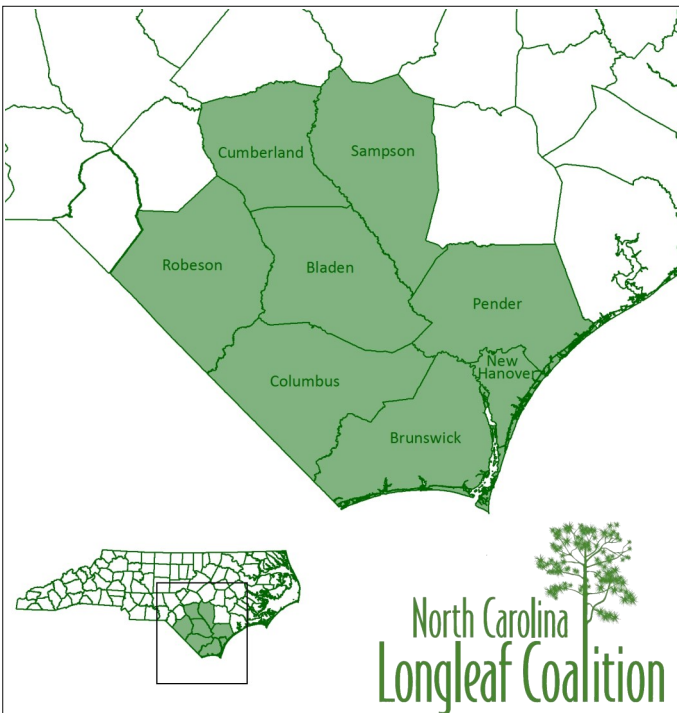 Cumberland
Sampson
Robeson
Bladen
Pender
New
Hanover
Columbus
Brunswick
North Carolina
Longleaf Coalition